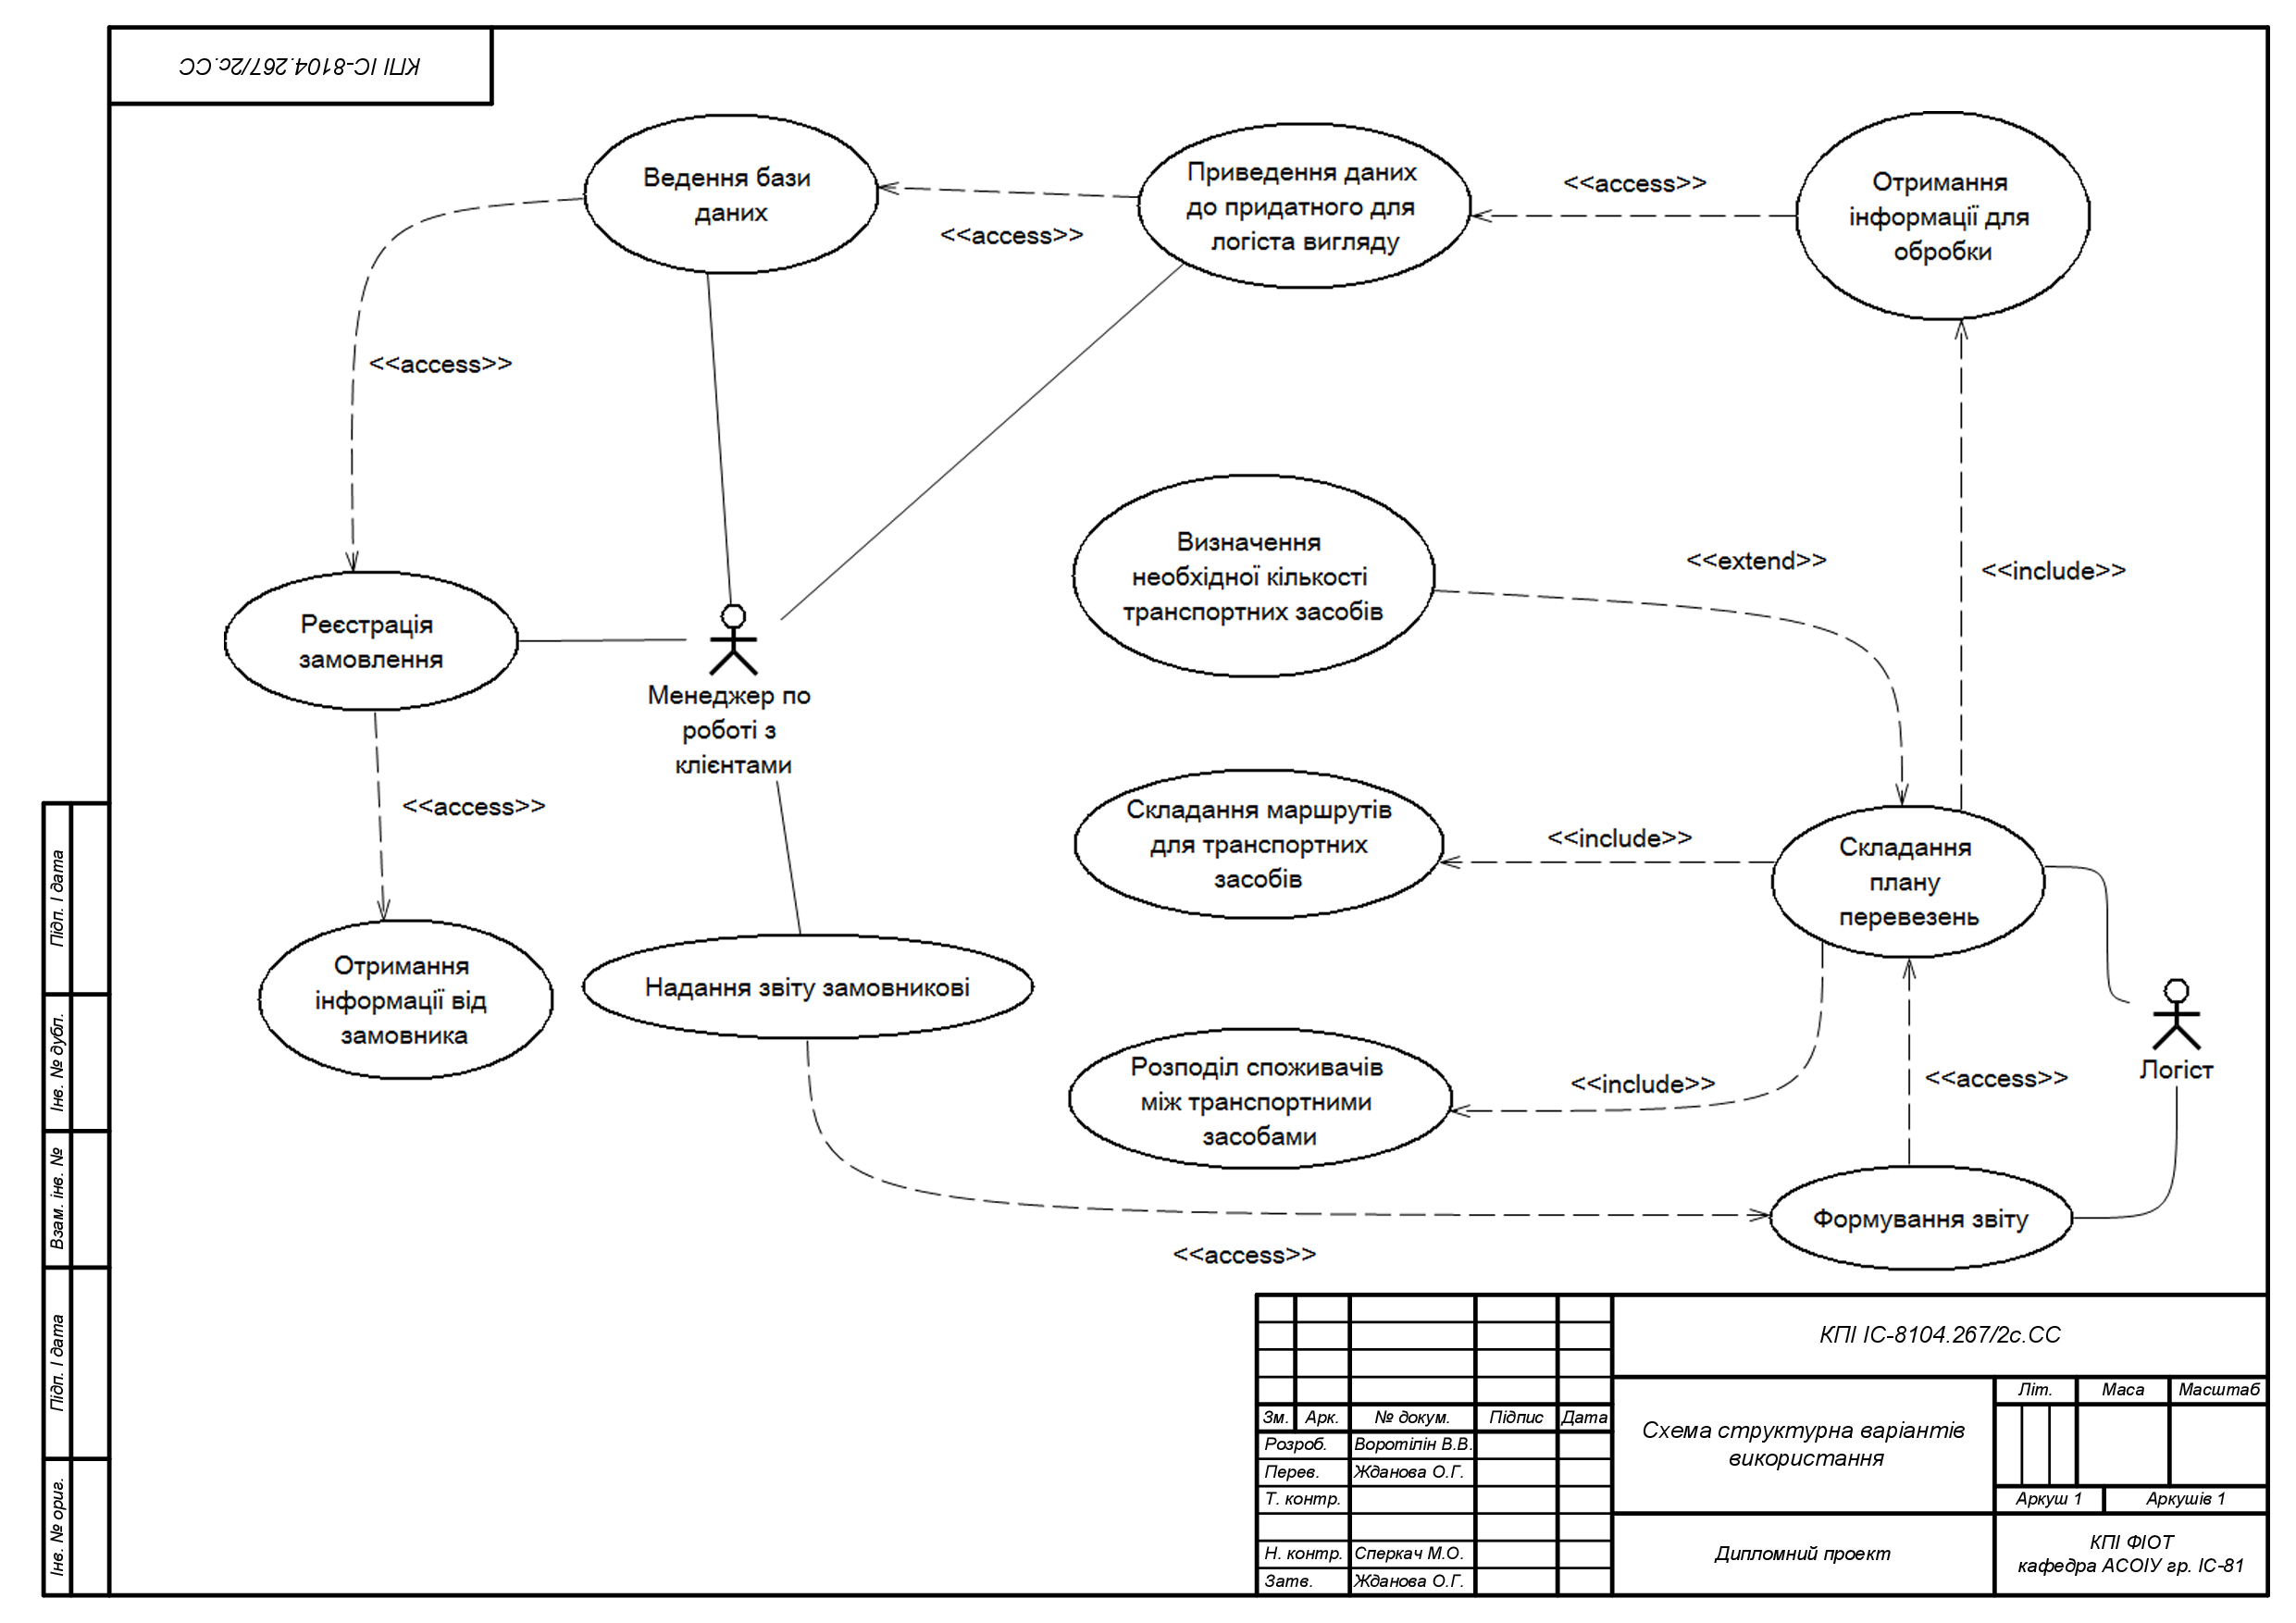 КПІ ІС-8104.267/2с.СС
Ведення бази
даних
Приведення даних
до придатного для
логіста вигляду
Отримання
інформації для
обробки
<<access>>
<<access>>
<<access>>
Визначення
необхідної кількості
транспортних засобів
<<extend>>
<<include>>
Реєстрація
замовлення
Менеджер по
роботі з
клієнтами
<<access>>
Складання маршрутів
для транспортних
засобів
<<include>>
Складання
плану
перевезень
Отримання
інформації від
замовника
Надання звіту замовникові
Розподіл споживачів
між транспортними
засобами
<<include>>
<<access>>
Логіст
Формування звіту
<<access>>
Підп. І дата
Інв. № дубл.
Взам. інв. №
Підп. І дата
Інв. № ориг.
КПІ ІС-8104.267/2с.СС
Літ.
Маса
Масштаб
Зм.
Арк.
№ докум.
Підпис
Дата
Схема структурна варіантів
використання
Розроб.
Воротілін В.В.
Перев.
Жданова О.Г.
Т. контр.
Аркуш 1
Аркушів 1
Н. контр.
Сперкач М.О.
Затв.
Жданова О.Г.
Дипломний проект
КПІ ФІОТ
кафедра АСОІУ гр. ІС-81